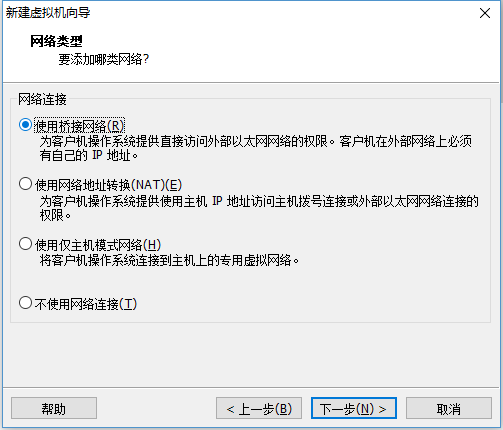 新建虚拟机向导
网络类型
要添加哪类网络?
网络连接
使用桥接网络(R)
为客户机操作系统提供直接访问外部以太网网络的权限。客户机在外部网络上必须
有自己的 IP 地址。
使用网络地址转换(NAT)(E)
为客户机操作系统提供使用主机 IP 地址访问主机拨号连接或外部以太网网络连接的
权限。
使用仅主机模式网络(H)
将客户机操作系统连接到主机上的专用虚拟网络。
不使用网络连接(T)
帮助
< 上一步(B)
下一步(N) >
取消